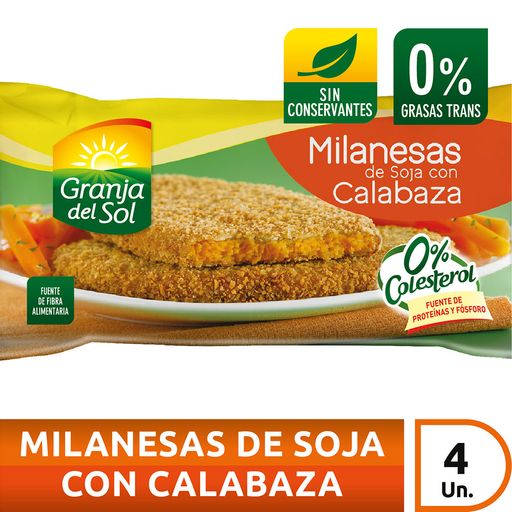 SIN
CONSERVANTES
0%
GRASAS TRANS
Granja
del Sol
Milanesas
de Soja con
Calabaza
0%
Colesterol
FUENTE DE
PROTEÍNAS Y FÓSFORO
FUENTE
DE FIBRA
ALIMENTARIA
MILANESAS DE SOJA
CON CALABAZA
4
Un.